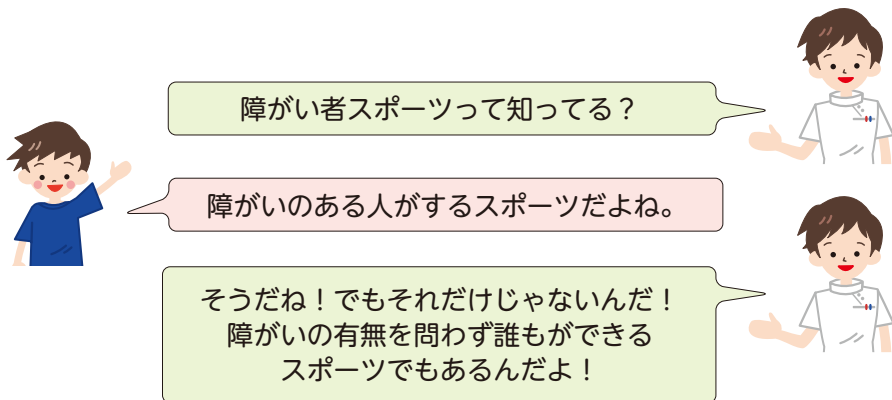 障がい者スポーツって知ってる？
障がいのある人がするスポーツだよね。
そうだね！でもそれだけじゃないんだ！
障がいの有無を問わず誰もができる
スポーツでもあるんだよ！